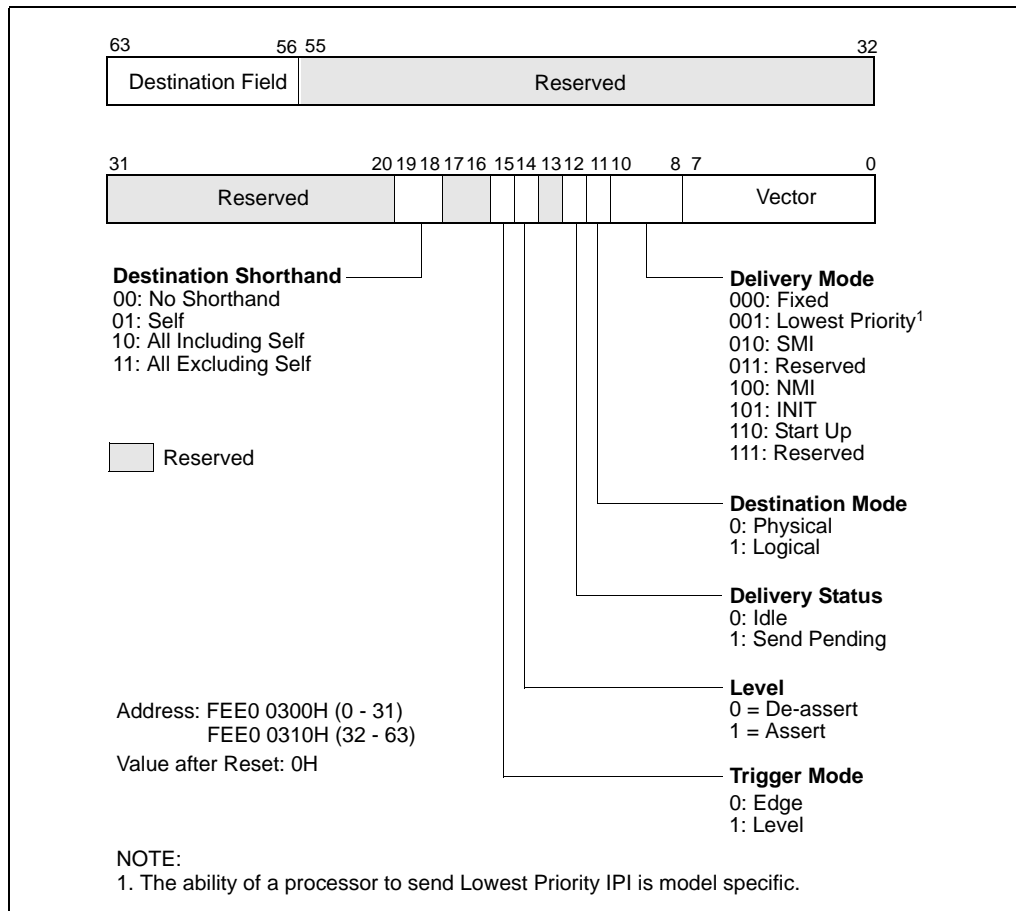 63 56 55 32
Destination Field Reserved
31 20 19 18 17 16 15 14 13 12 11 10 8 7 0
Reserved Vector
Destination Shorthand
00: No Shorthand
01: Self
10: All Including Self
11: All Excluding Self
Reserved
Delivery Mode
000: Fixed
001: Lowest Priority¹
010: SMI
011: Reserved
100: NMI
101: INIT
110: Start Up
111: Reserved
Destination Mode
0: Physical
1: Logical
Delivery Status
0: Idle
1: Send Pending
Level
0 = De-assert
1 = Assert
Trigger Mode
0: Edge
1: Level
Address: FEE0 0300H (0 - 31)
FEE0 0310H (32 - 63)
Value after Reset: 0H
NOTE:
1. The ability of a processor to send Lowest Priority IPI is model specific.